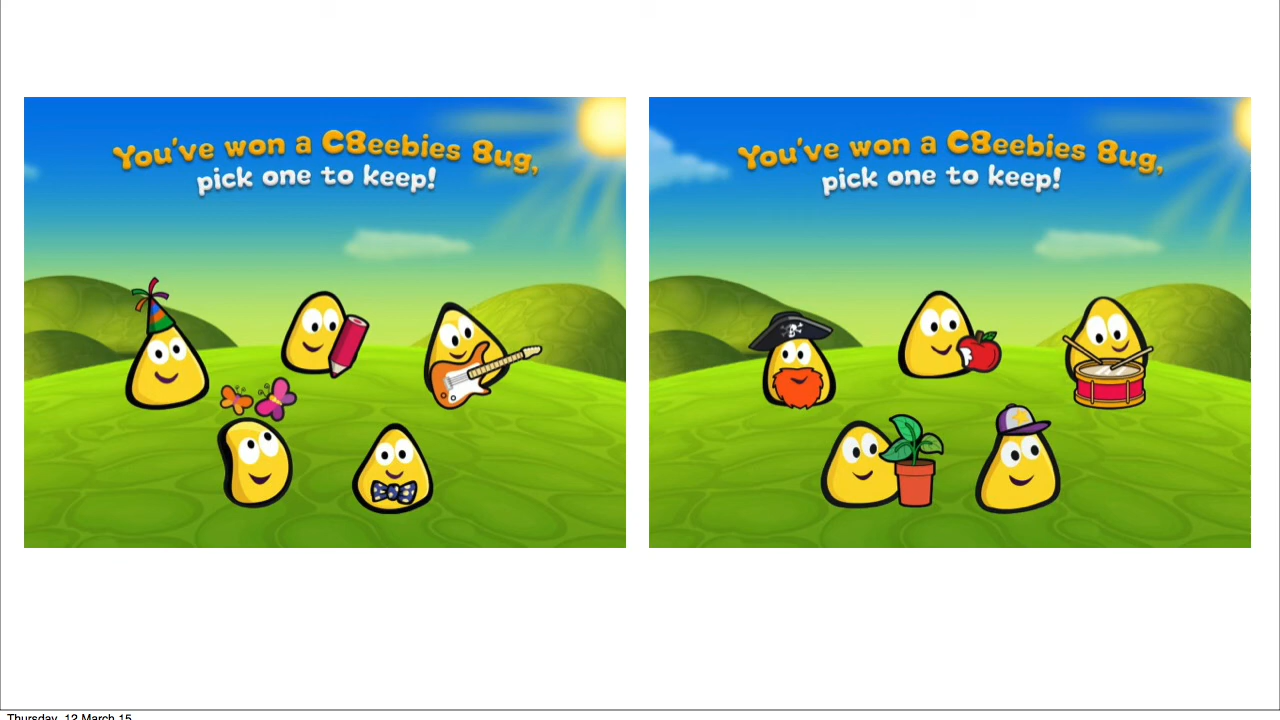 You've won a CBeebies Bug,
pick one to keep!
You've won a CBeebies Bug,
pick one to keep!
Thursday, 12 March 15